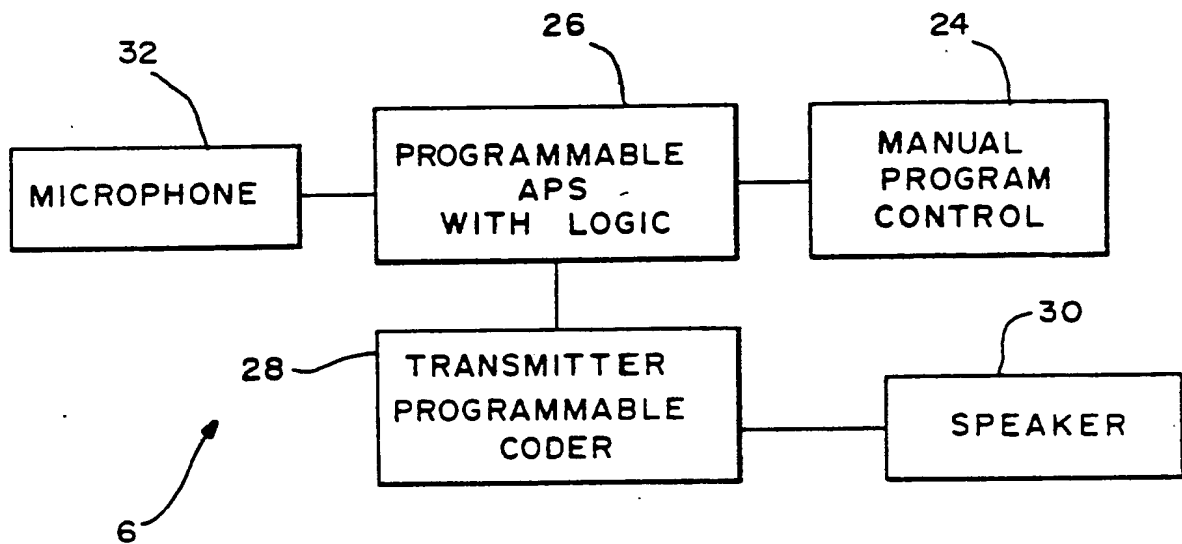 32
26
24
MICROPHONE
PROGRAMMABLE
APS
WITH LOGIC
MANUAL
PROGRAM
CONTROL
28
TRANSMITTER
PROGRAMMABLE
CODER
30
SPEAKER
6